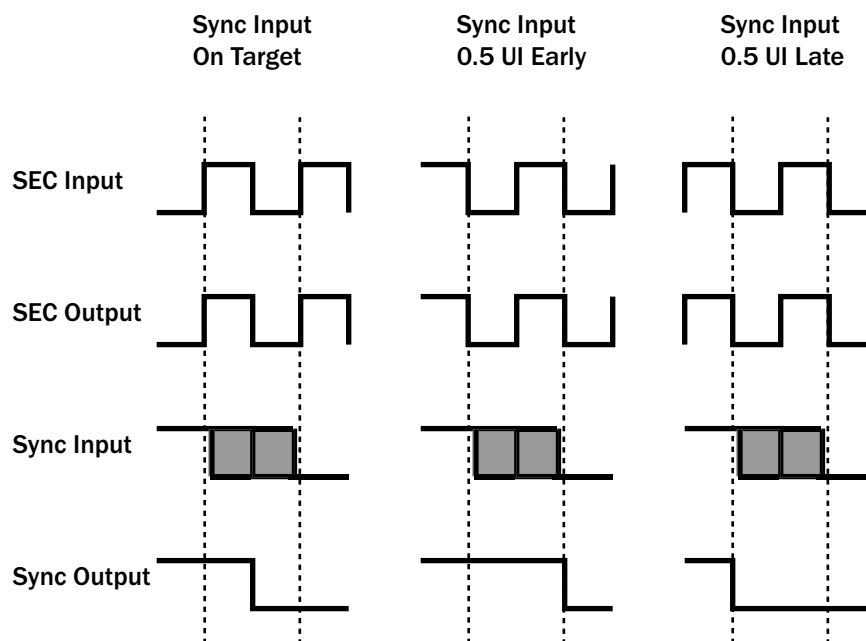 Sync Input
On Target
Sync Input
0.5 UI Early
Sync Input
0.5 UI Late
SEC Input
SEC Output
Sync Input
Sync Output